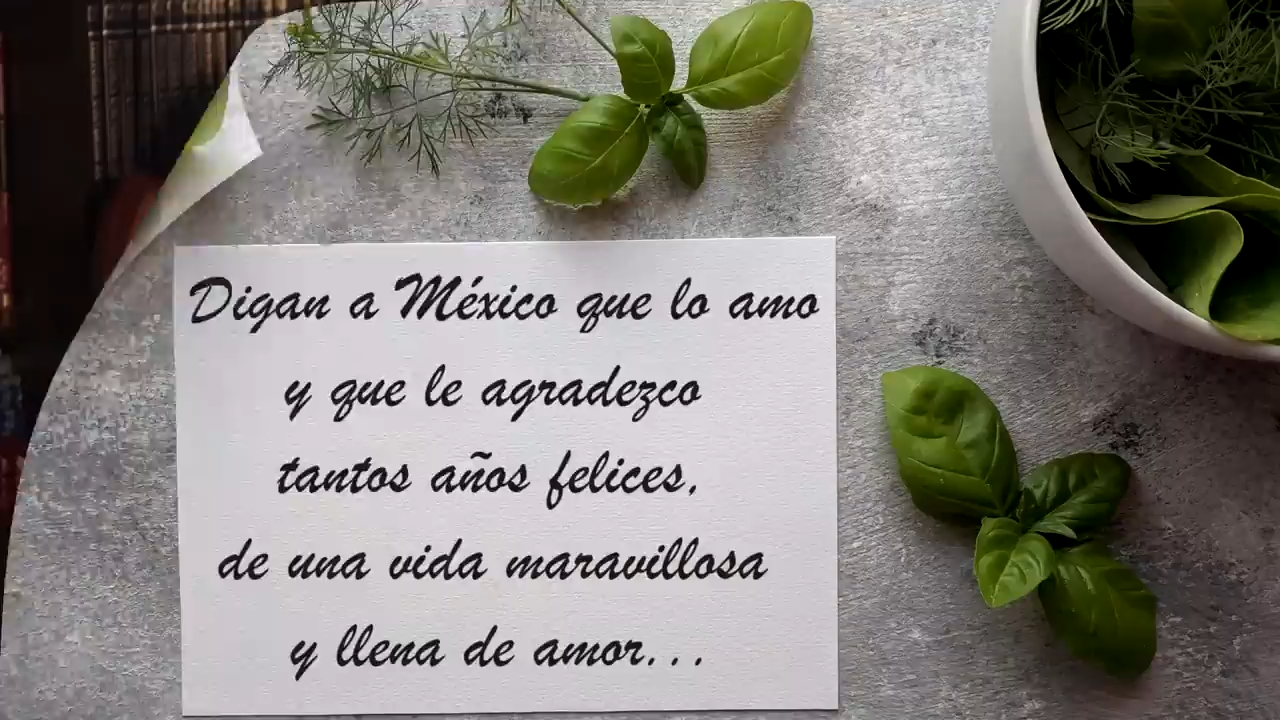 Digan a México que lo amo
y que le agradezco
tantos años felices,
de una vida maravillosa
y llena de amor...